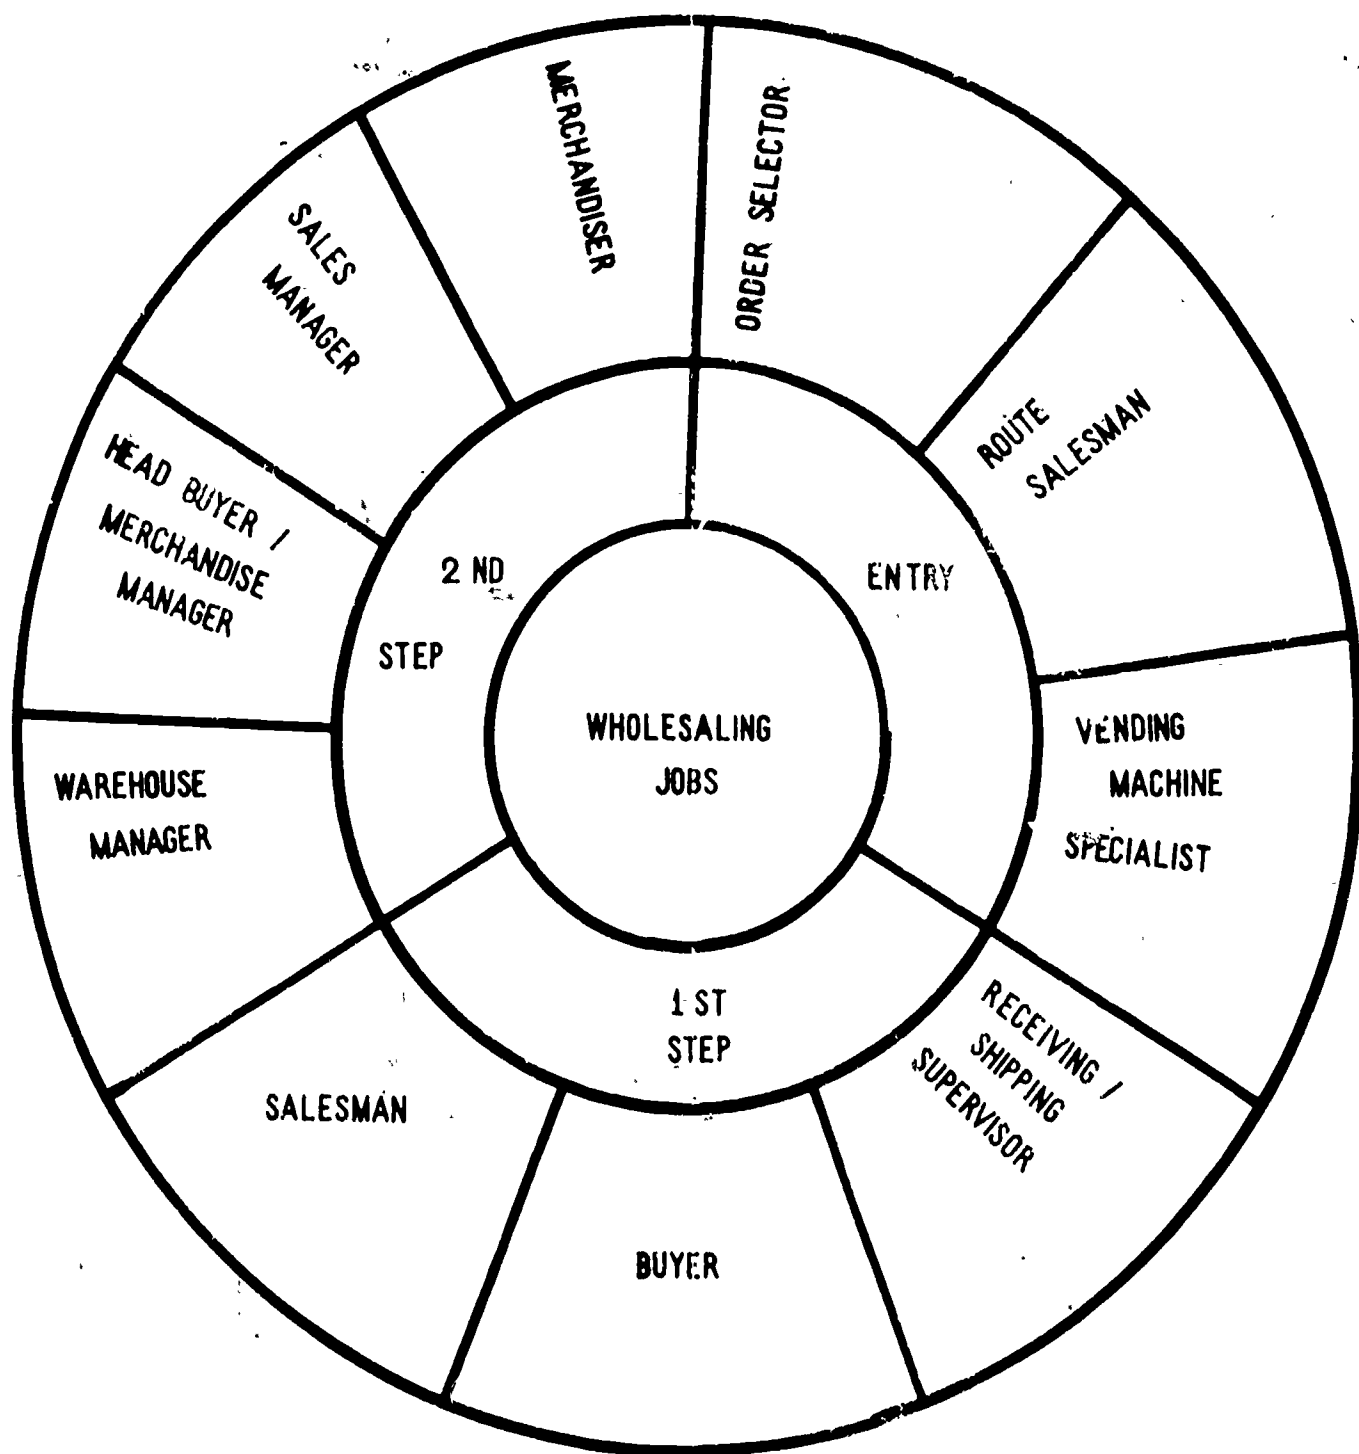 WHOLESALING
JOBS
ENTRY
ORDER SELECTOR
ROUTE
SALESMAN
VENDING
MACHINE
SPECIALIST
1 ST
STEP
RECEIVING /
SHIPPING
SUPERVISOR
BUYER
SALESMAN
2 ND
STEP
WAREHOUSE
MANAGER
HEAD BUYER /
MERCHANDISE
MANAGER
SALES
MANAGER
MERCHANDISER